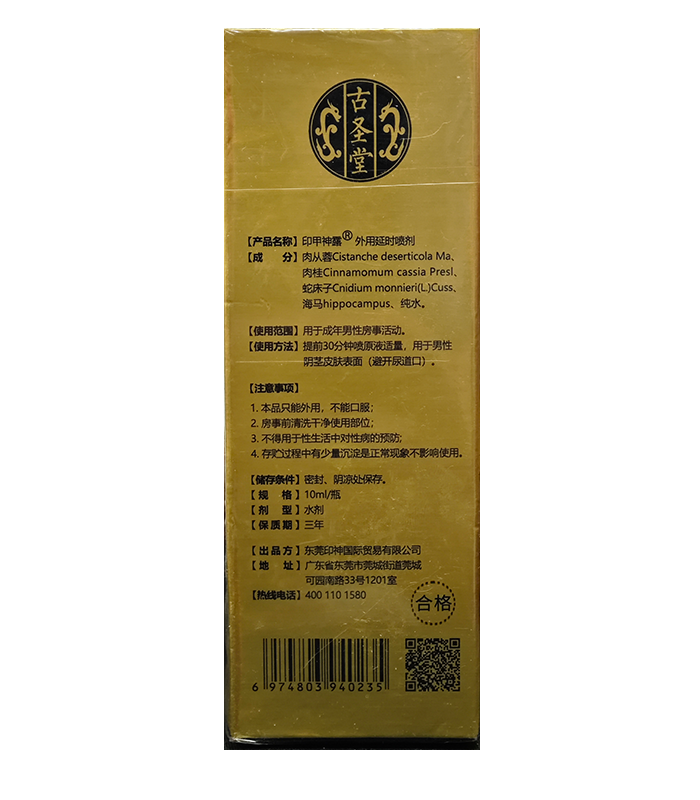 古圣堂
【产品名称】印甲神露® 外用延时喷剂
【成　分】肉从蓉Cistanche deserticola Ma、
肉桂Cinnamomum cassia Presl、
蛇床子Cnidium monnieri(L.)Cuss、
海马hippocampus、纯水。
【使用范围】用于成年男性房事活动。
【使用方法】提前30分钟喷原液适量，用于男性
阴茎皮肤表面（避开尿道口）。
【注意事项】
1. 本品只能外用，不能口服；
2. 房事前清洗干净使用部位；
3. 不得用于性生活中对性病的预防；
4. 存贮过程中有少量沉淀是正常现象不影响使用。
【储存条件】密封、阴凉处保存。
【规　格】10ml/瓶
【剂　型】水剂
【保质期】三年
【出品方】东莞印神国际贸易有限公司
【地　址】广东省东莞市莞城街道莞城
可园南路33号1201室
【热线电话】400 110 1580
合格
6 974803 940235